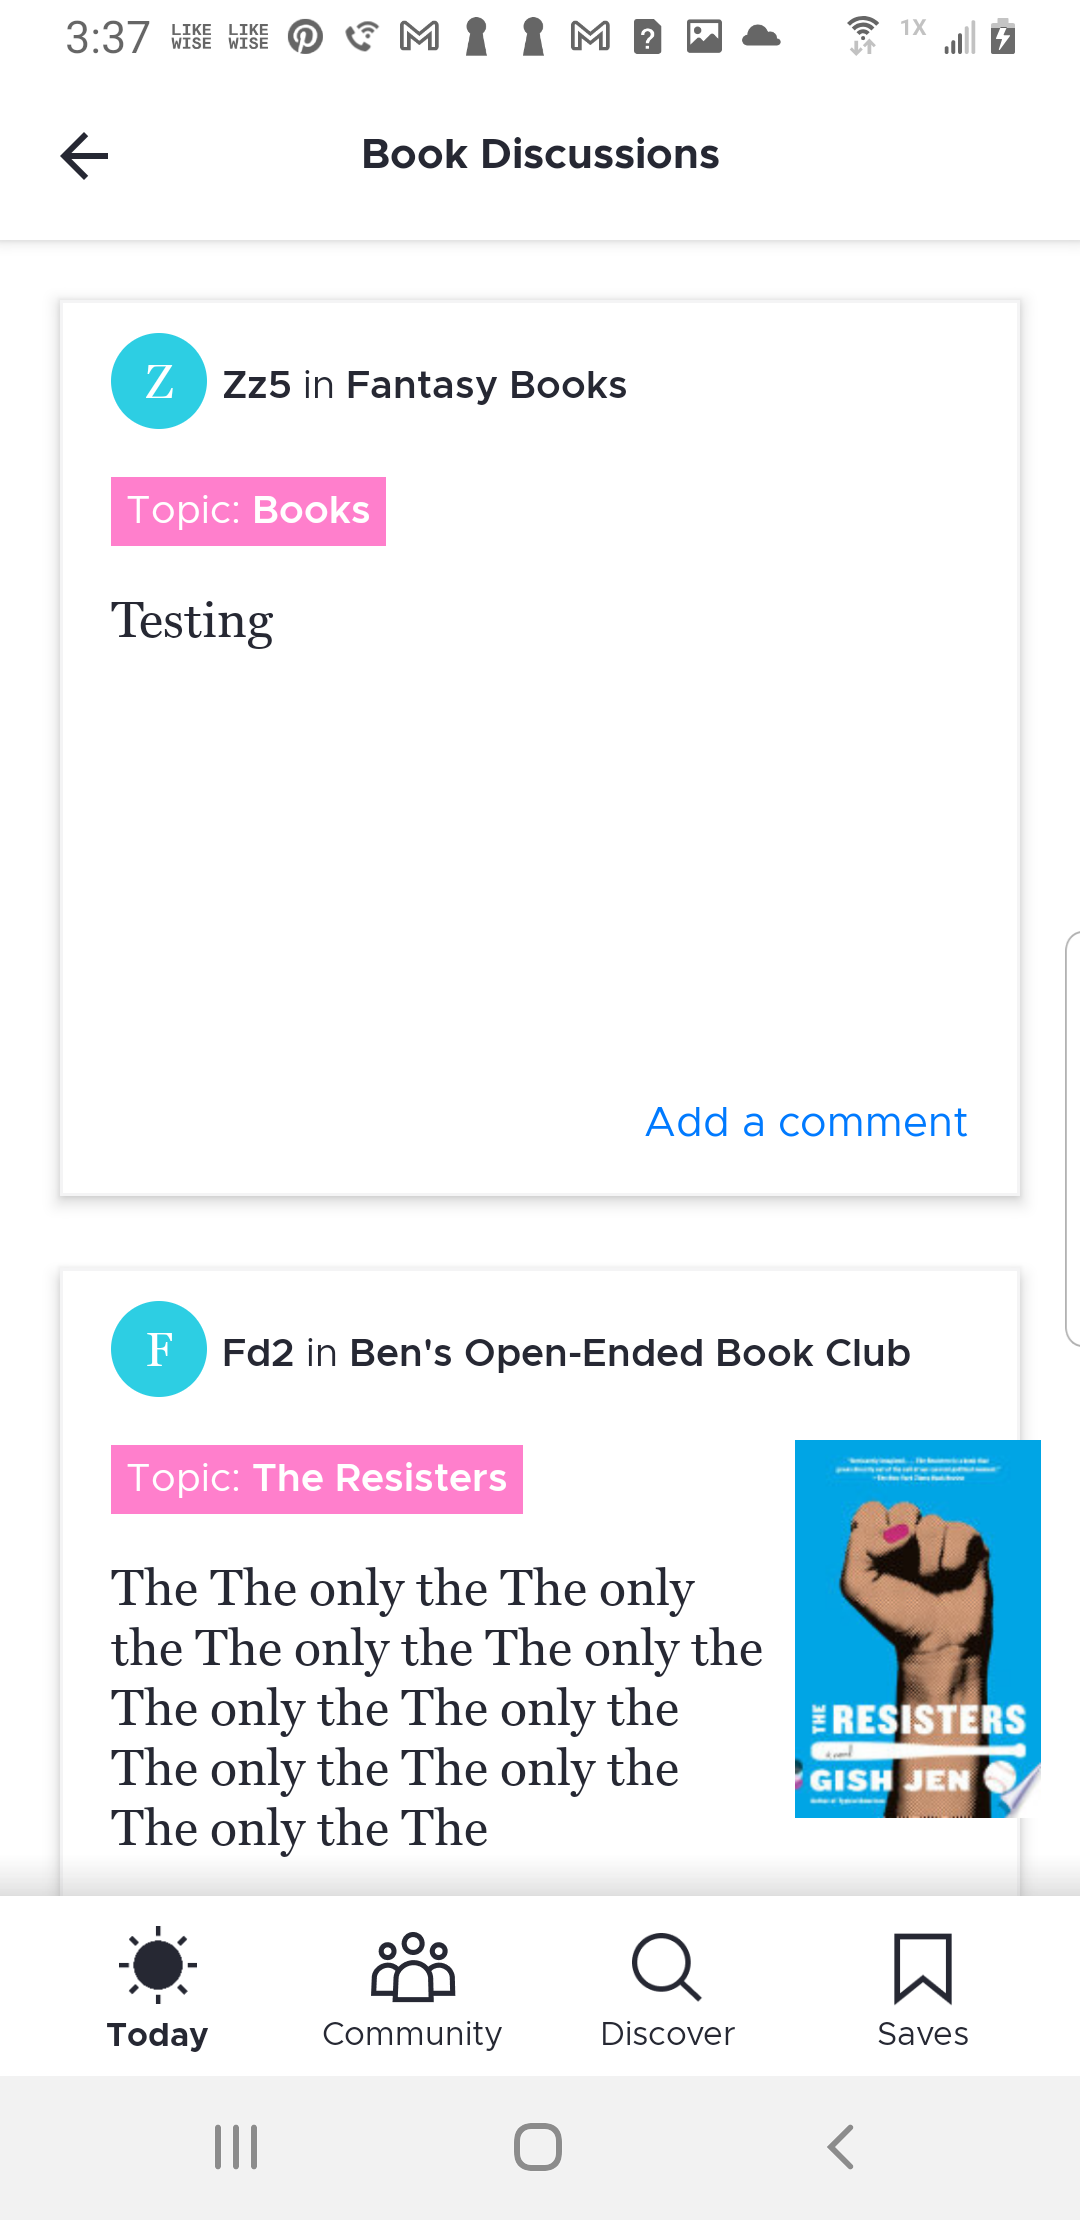 3:37 LIKE WISE LIKE WISE 1X
Book Discussions
Z Zz5 in Fantasy Books
Topic: Books
Testing
Add a comment
F Fd2 in Ben's Open-Ended Book Club
Topic: The Resisters
The The only the The only
the The only the The only the
The only the The only the
The only the The only the
The only the The
THE RESISTERS
a novel
GISH JEN
Today Community Discover Saves